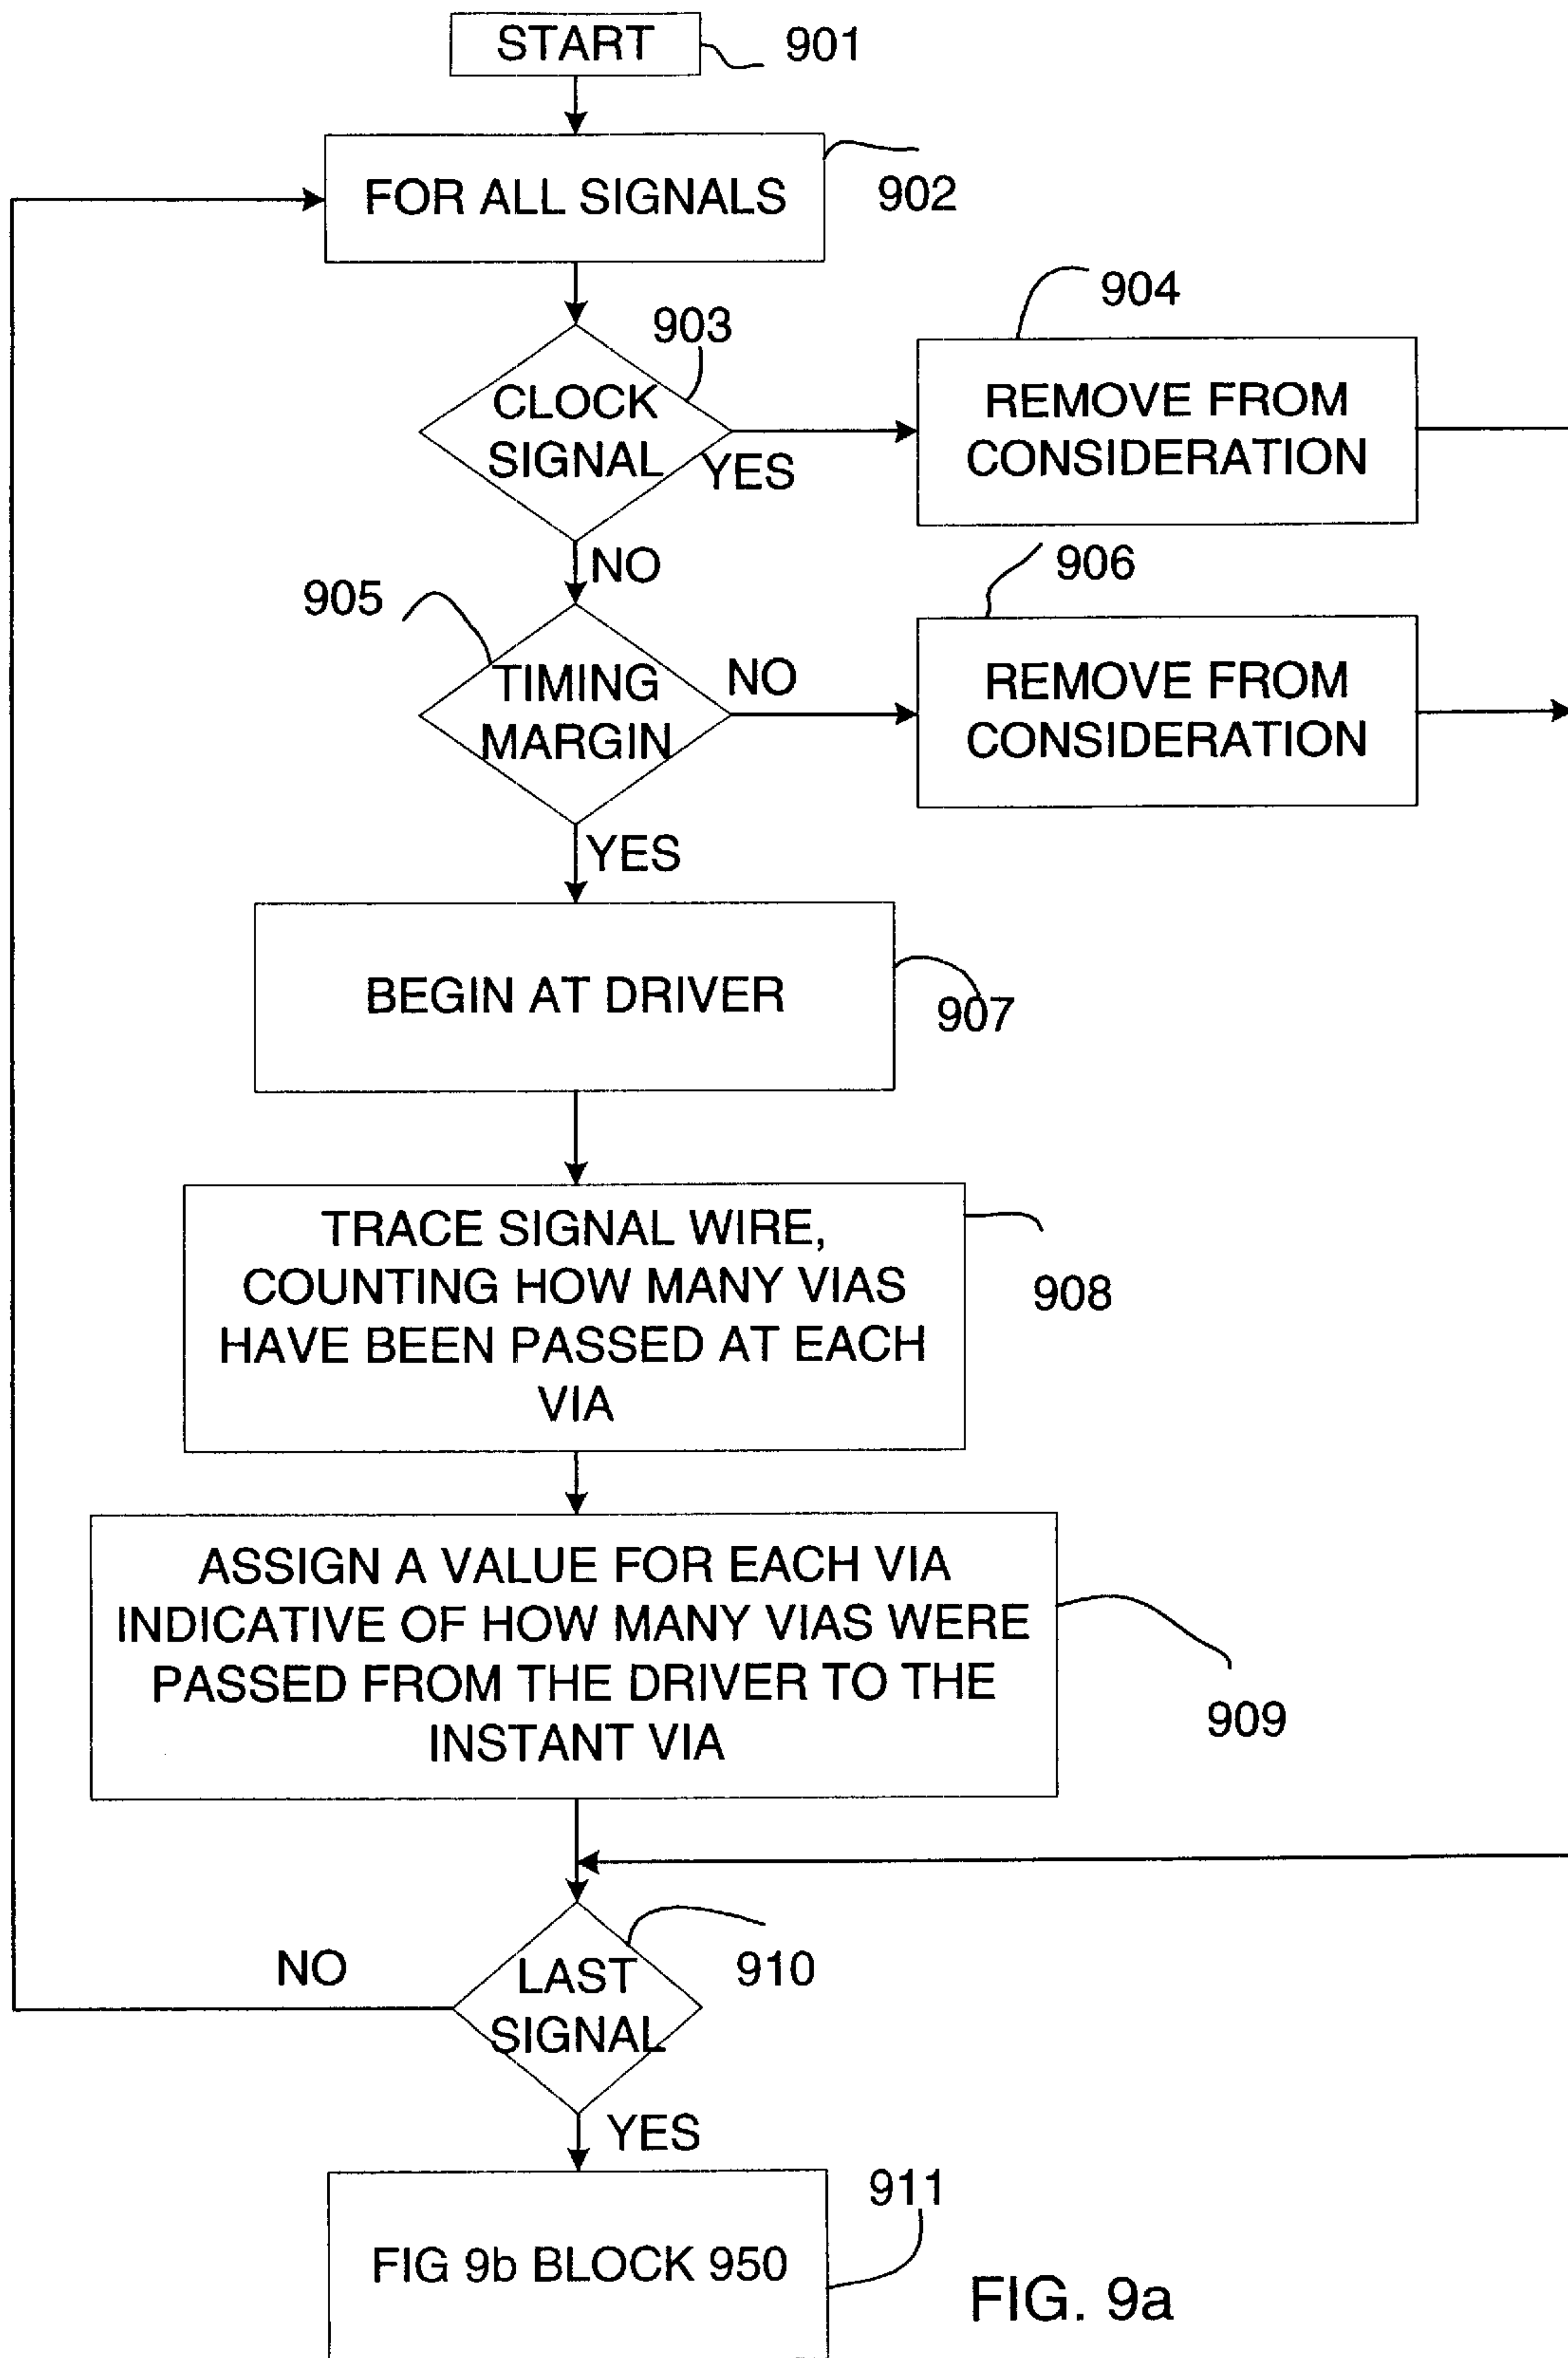 START
901
FOR ALL SIGNALS
902
903
904
CLOCK
SIGNAL
YES
REMOVE FROM
CONSIDERATION
NO
905
906
TIMING
MARGIN
NO
REMOVE FROM
CONSIDERATION
YES
BEGIN AT DRIVER
907
TRACE SIGNAL WIRE,
COUNTING HOW MANY VIAS
HAVE BEEN PASSED AT EACH
VIA
908
ASSIGN A VALUE FOR EACH VIA
INDICATIVE OF HOW MANY VIAS WERE
PASSED FROM THE DRIVER TO THE
INSTANT VIA
909
NO
LAST
SIGNAL
910
YES
911
FIG 9b BLOCK 950
FIG. 9a